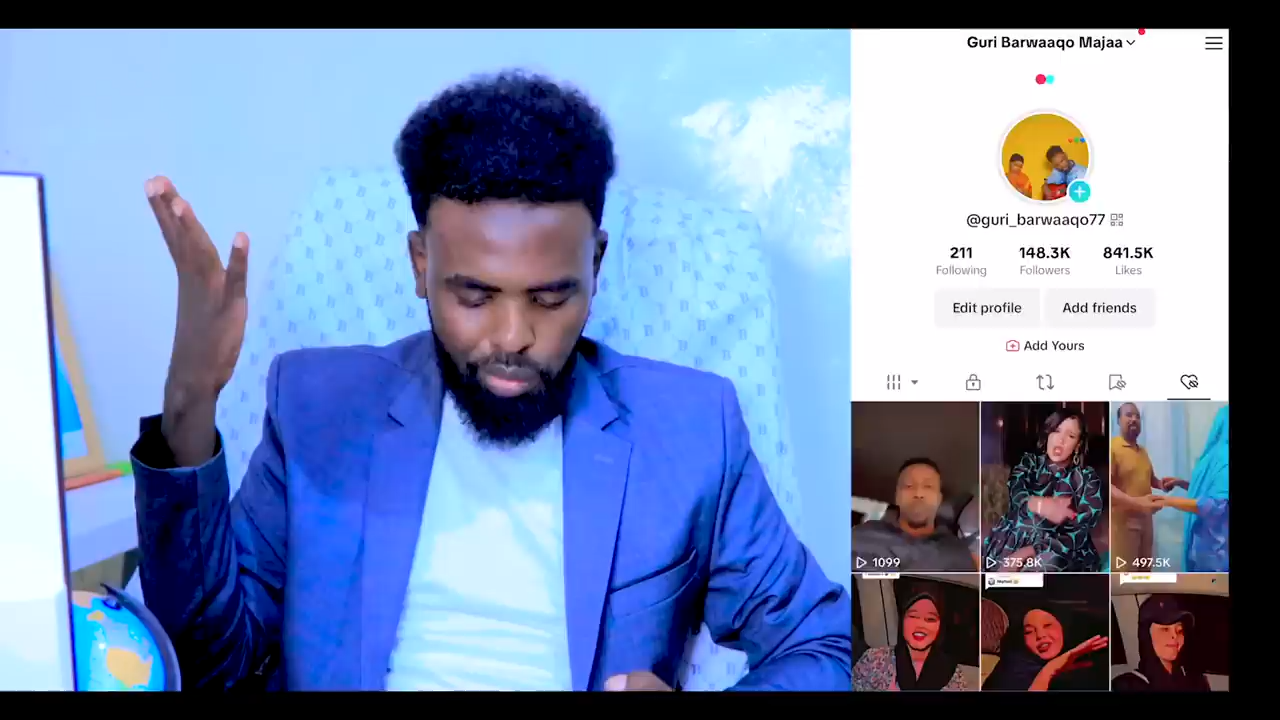 Guri Barwaaqo Majaa
@guri_barwaaqo77
211 148.3K 841.5K
Following Followers Likes
Edit profile Add friends
Add Yours
1099 375.8K 497.5K